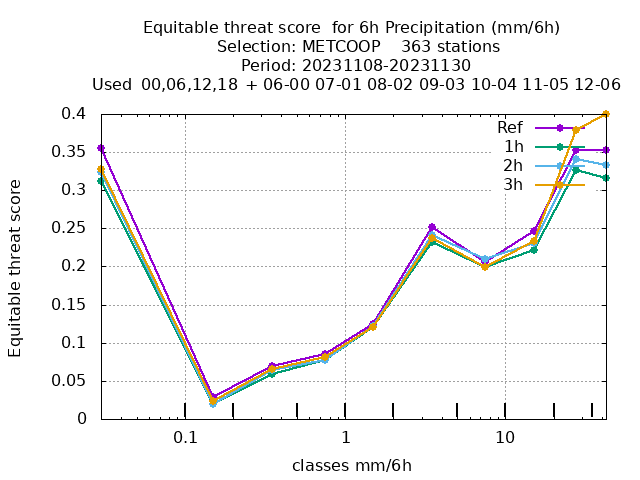 Equitable threat score  for 6h Precipitation (mm/6h)
Selection: METCOOP    363 stations
Period: 20231108-20231130
Used  00,06,12,18  + 06-00 07-01 08-02 09-03 10-04 11-05 12-06
0.4
0.35
0.3
0.25
0.2
0.15
0.1
0.05
0
Equitable threat score
Ref
1h
2h
3h
0.1
1
10
classes mm/6h